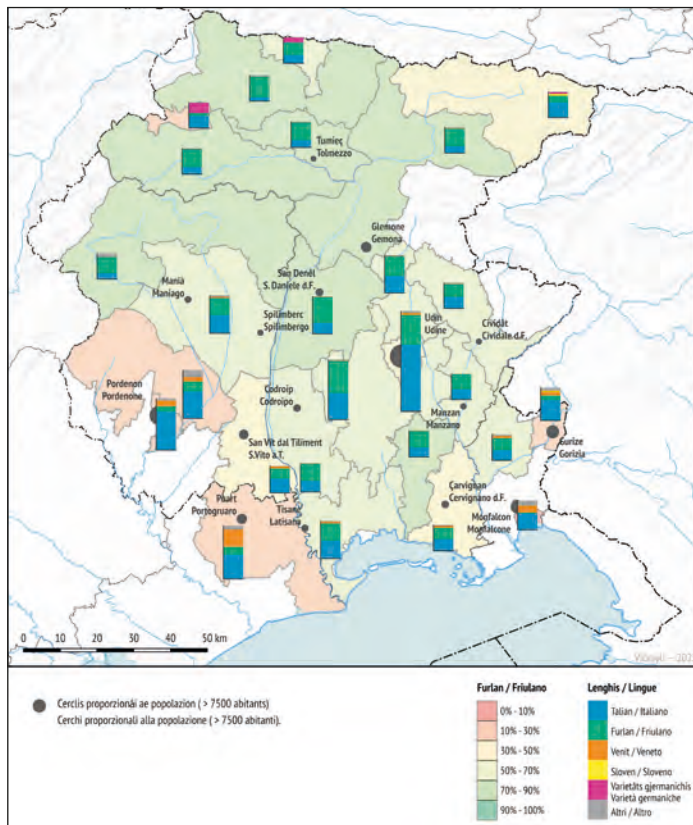 Tumieç
Tolmezzo
Glemone
Gemona
Manià
Maniago
San Denêl
S. Daniele d.F.
Spilimberc
Spilimbergo
Udin
Udine
Cividât
Cividale d.F.
Pordenon
Pordenone
Codroip
Codroipo
Manzan
Manzano
San Vît dal Tiliment
S.Vito a.T.
Gurize
Gorizia
Çarvignan
Cervignano d.F.
Puart
Portogruaro
Tisane
Latisana
Monfalcon
Monfalcone
0 10 20 30 40 50 km
Cerclis proporzionâi ae popolazion ( > 7500 abitants)
Cerchi proporzionali alla popolazione ( > 7500 abitanti).
Furlan / Friulano
0% - 10%
10% - 30%
30% - 50%
50% - 70%
70% - 90%
90% - 100%
Lenghis / Lingue
Talian / Italiano
Furlan / Friulano
Venit / Veneto
Sloven / Sloveno
Varietâts gjermanichis
Varietà germaniche
Altri / Altro